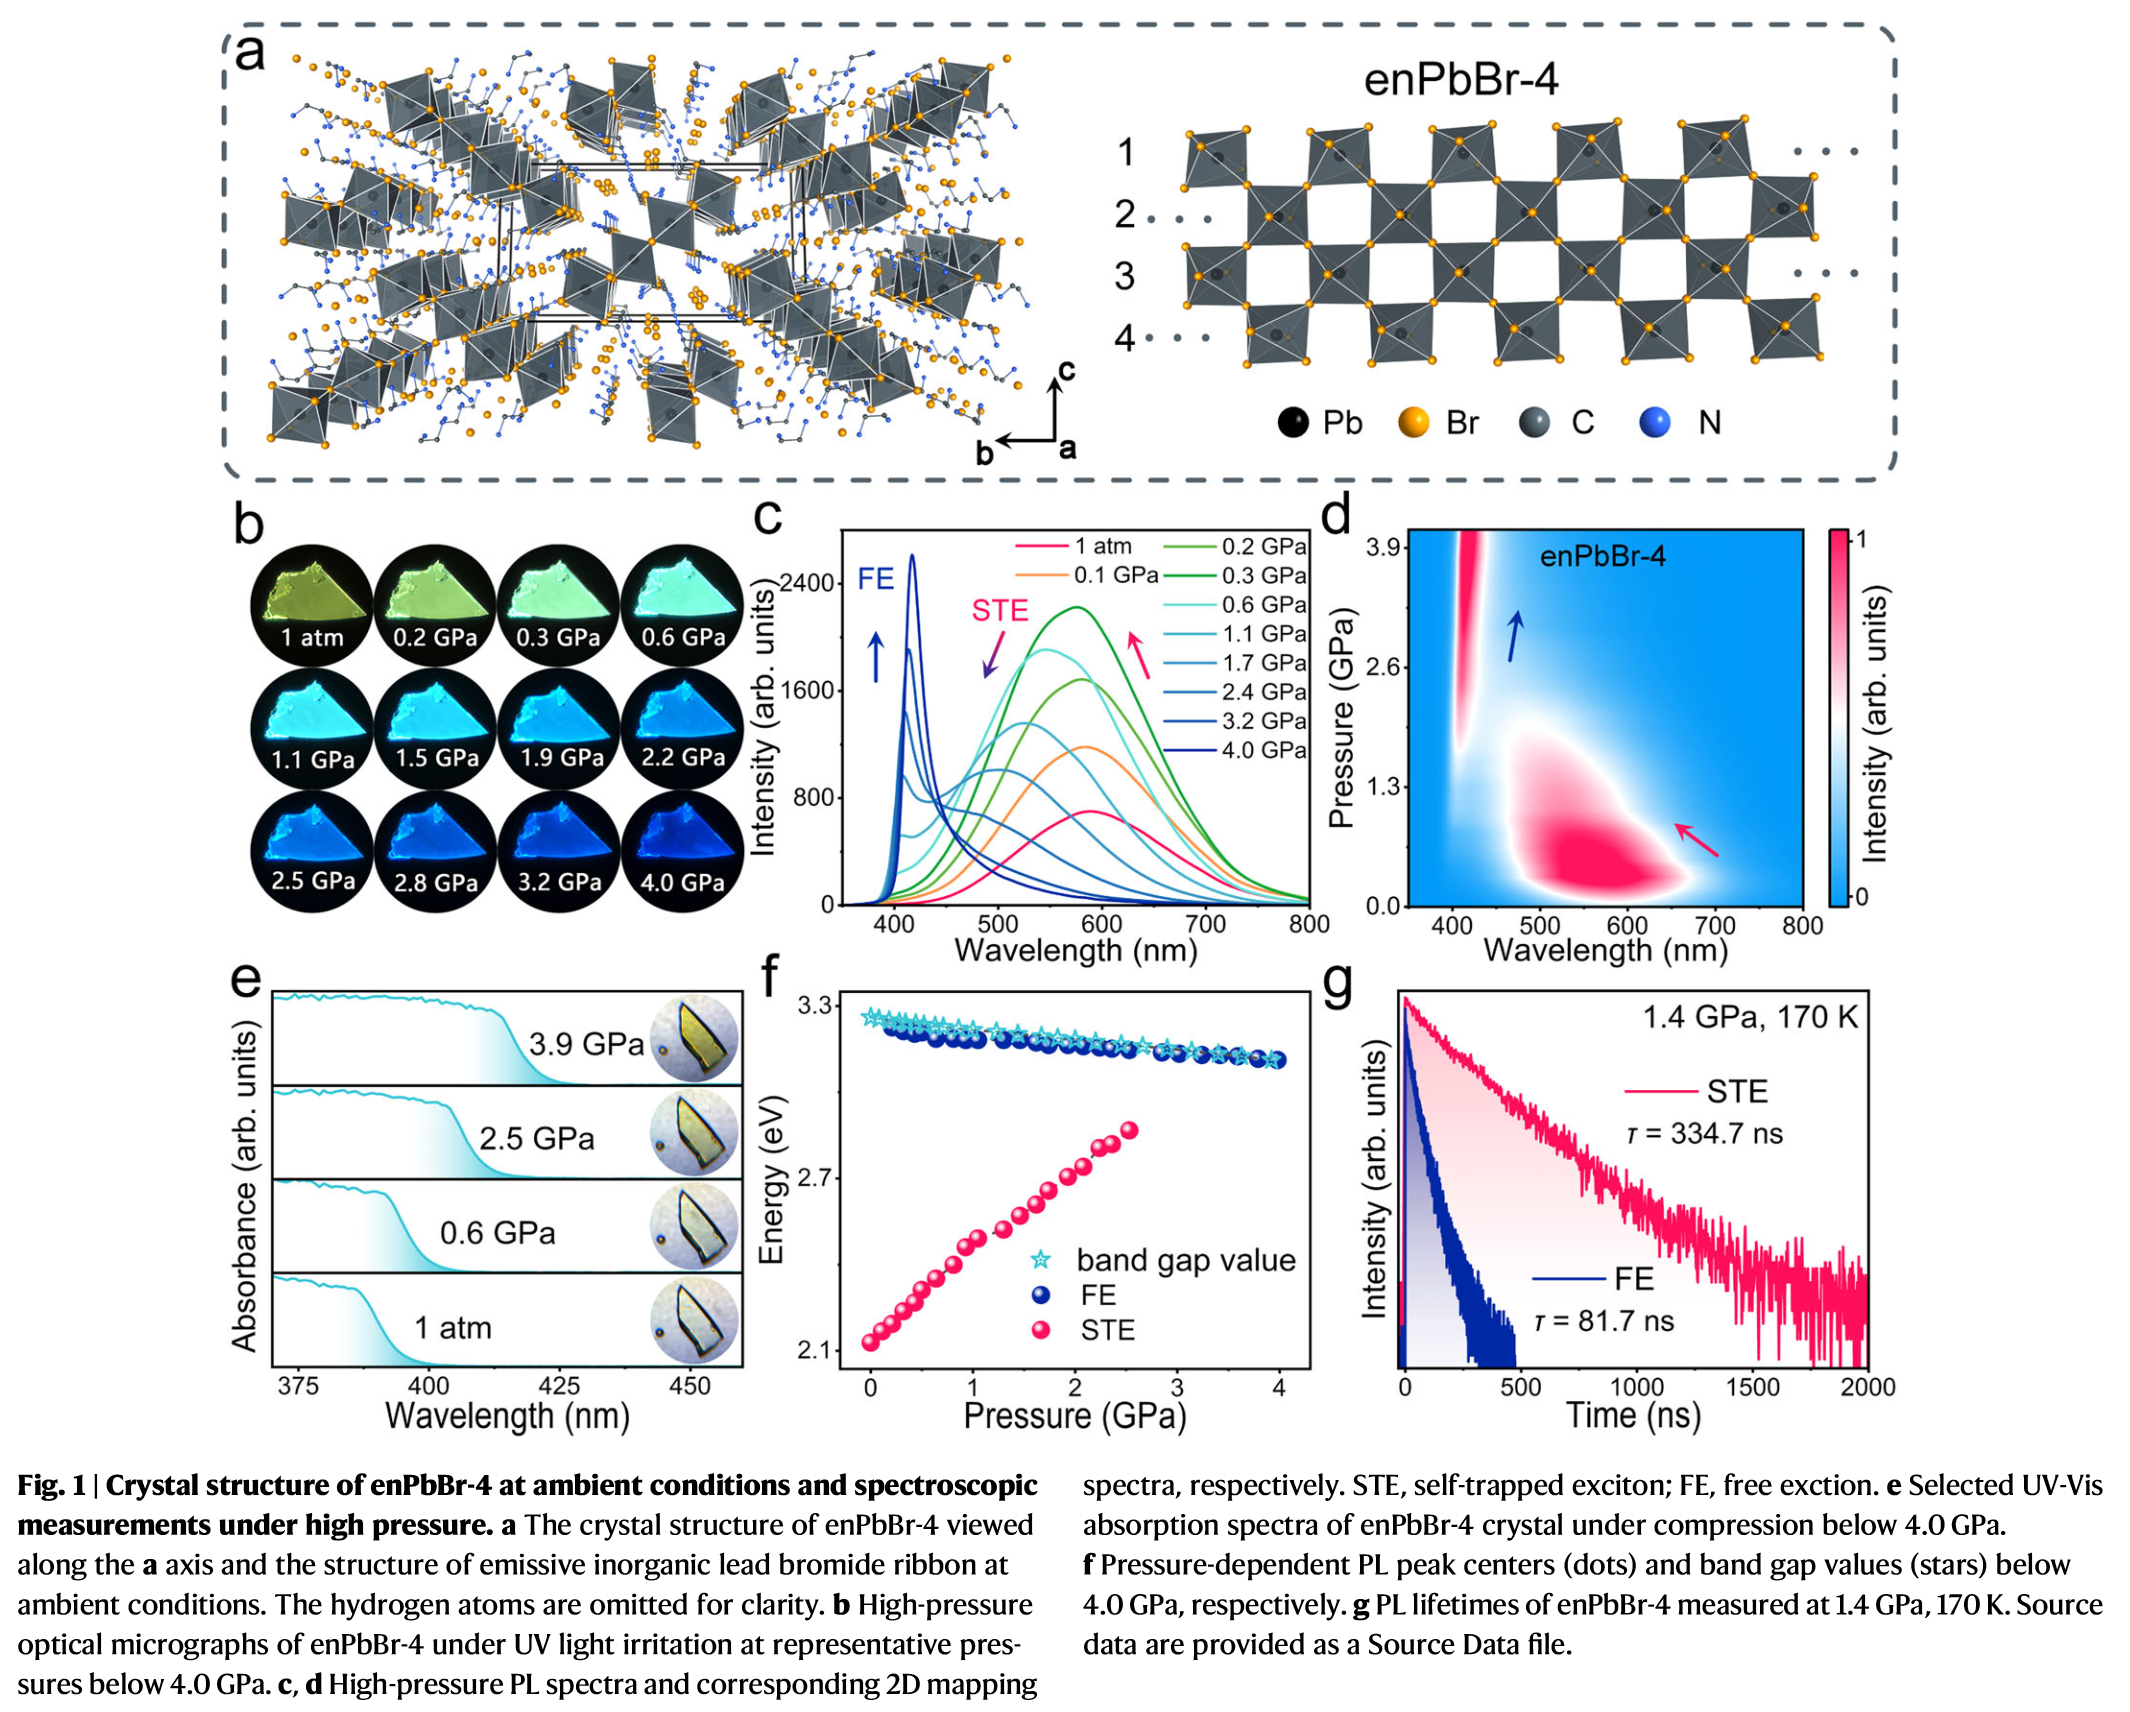 a
enPbBr-4
1
2
3
4
c
b
a
Pb
Br
C
N
b
1 atm
0.2 GPa
0.3 GPa
0.6 GPa
1.1 GPa
1.5 GPa
1.9 GPa
2.2 GPa
2.5 GPa
2.8 GPa
3.2 GPa
4.0 GPa
c
Intensity (arb. units)
2400
1600
800
0
FE
STE
1 atm
0.1 GPa
0.2 GPa
0.3 GPa
0.6 GPa
1.1 GPa
1.7 GPa
2.4 GPa
3.2 GPa
4.0 GPa
400
500
600
700
800
Wavelength (nm)
d
Pressure (GPa)
3.9
2.6
1.3
0.0
enPbBr-4
400
500
600
700
800
Wavelength (nm)
1
0
Intensity (arb. units)
e
Absorbance (arb. units)
3.9 GPa
2.5 GPa
0.6 GPa
1 atm
375
400
425
450
Wavelength (nm)
f
Energy (eV)
3.3
2.7
2.1
band gap value
FE
STE
0
1
2
3
4
Pressure (GPa)
g
Intensity (arb. units)
1.4 GPa, 170 K
STE
τ = 334.7 ns
FE
τ = 81.7 ns
0
500
1000
1500
2000
Time (ns)
Fig. 1 | Crystal structure of enPbBr-4 at ambient conditions and spectroscopic
measurements under high pressure. a The crystal structure of enPbBr-4 viewed
along the a axis and the structure of emissive inorganic lead bromide ribbon at
ambient conditions. The hydrogen atoms are omitted for clarity. b High-pressure
optical micrographs of enPbBr-4 under UV light irritation at representative pres-
sures below 4.0 GPa. c, d High-pressure PL spectra and corresponding 2D mapping
spectra, respectively. STE, self-trapped exciton; FE, free exction. e Selected UV-Vis
absorption spectra of enPbBr-4 crystal under compression below 4.0 GPa.
f Pressure-dependent PL peak centers (dots) and band gap values (stars) below
4.0 GPa, respectively. g PL lifetimes of enPbBr-4 measured at 1.4 GPa, 170 K. Source
data are provided as a Source Data file.